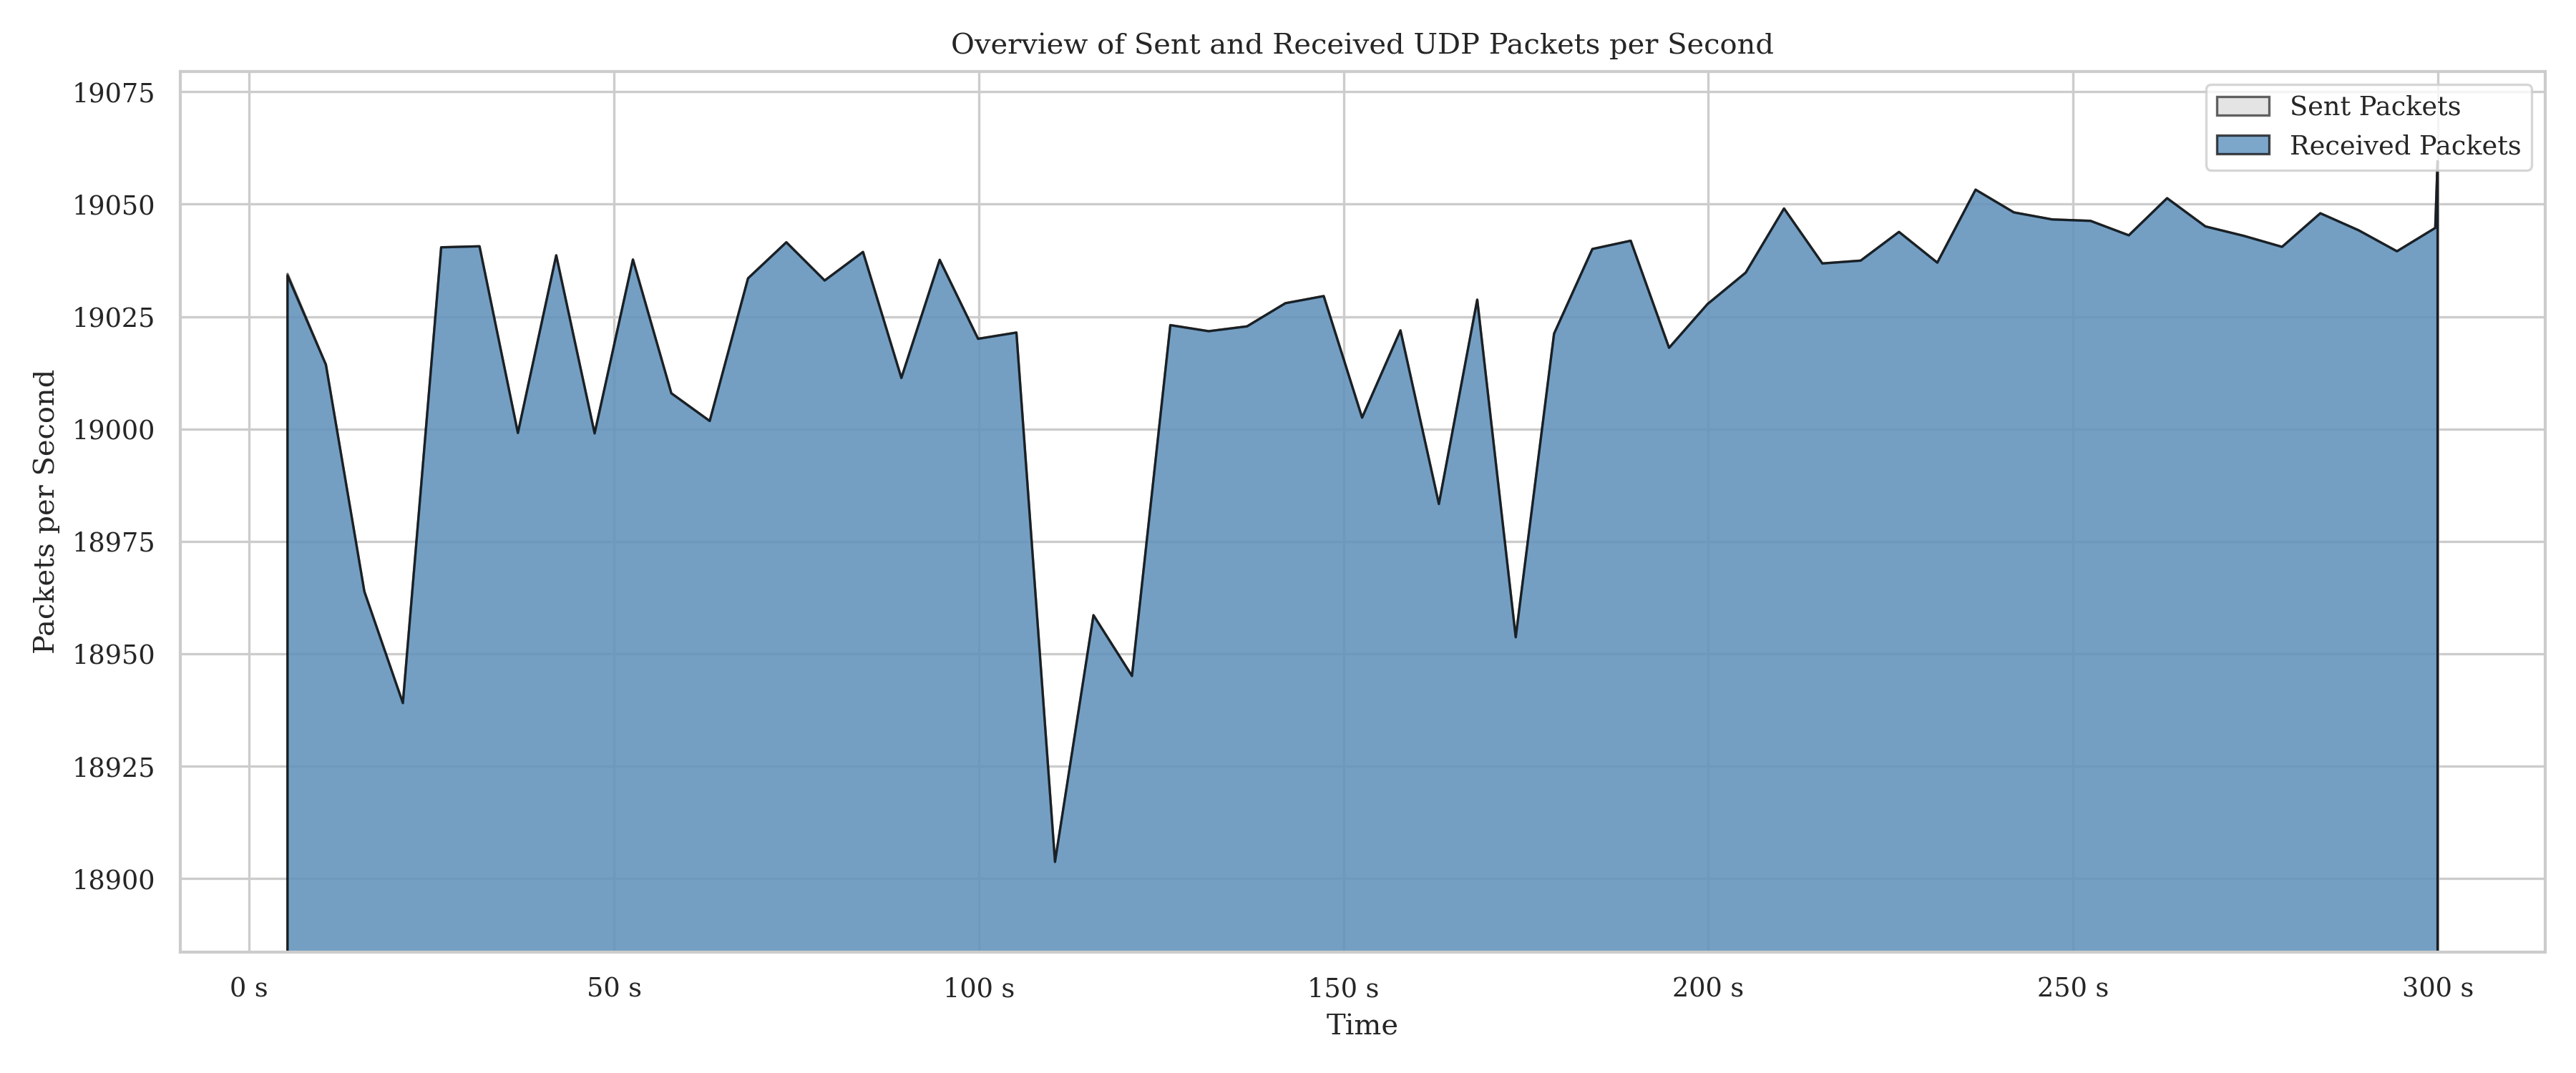 Overview of Sent and Received UDP Packets per Second
Sent Packets
Received Packets
Packets per Second
19075
19050
19025
19000
18975
18950
18925
18900
0 s
50 s
100 s
150 s
200 s
250 s
300 s
Time